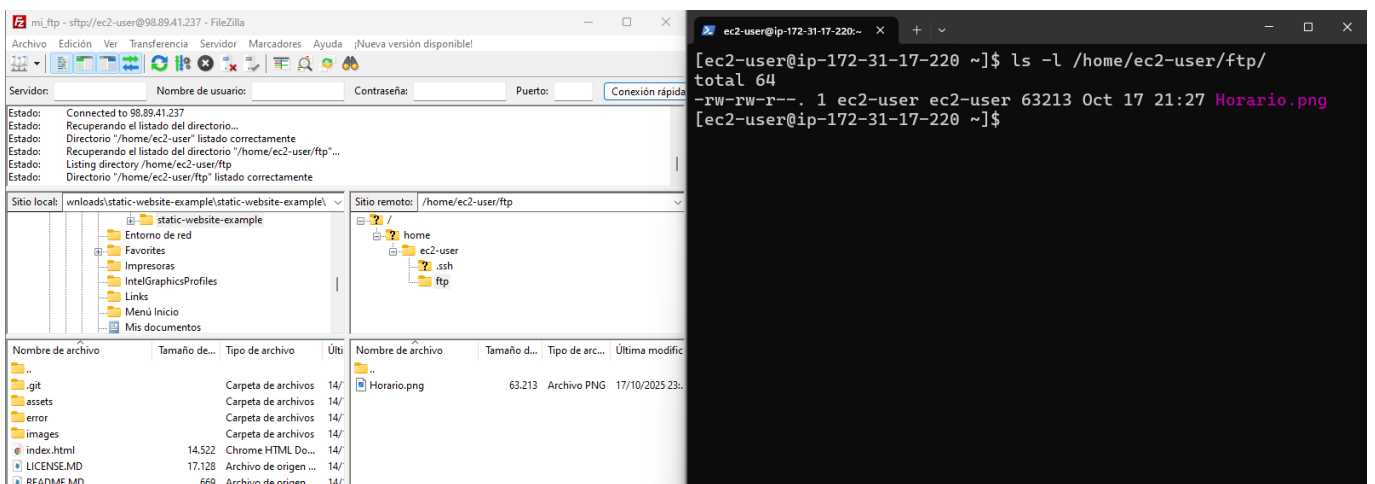 mi_ftp - sftp://ec2-user@98.89.41.237 - FileZilla
Archivo Edición Ver Transferencia Servidor Marcadores Ayuda ¡Nueva versión disponible!
Servidor: Nombre de usuario: Contraseña: Puerto: Conexión rápida
Estado: Connected to 98.89.41.237
Estado: Recuperando el listado del directorio...
Estado: Directorio "/home/ec2-user" listado correctamente
Estado: Recuperando el listado del directorio "/home/ec2-user/ftp"...
Estado: Listing directory /home/ec2-user/ftp
Estado: Directorio "/home/ec2-user/ftp" listado correctamente
Sitio local: wnloads\static-website-example\static-website-example\
static-website-example
Entorno de red
Favorites
Impresoras
IntelGraphicsProfiles
Links
Menú Inicio
Mis documentos
Sitio remoto: /home/ec2-user/ftp
/
home
ec2-user
.ssh
ftp
Nombre de archivo Tamaño de... Tipo de archivo Últi
..
.git Carpeta de archivos 14/
assets Carpeta de archivos 14/
error Carpeta de archivos 14/
images Carpeta de archivos 14/
index.html 14.522 Chrome HTML Do... 14/
LICENSE.MD 17.128 Archivo de origen ... 14/
README.MD 669 Archivo de origen 14/
Nombre de archivo Tamaño d... Tipo de arc... Última modific
..
Horario.png 63.213 Archivo PNG 17/10/2025 23:..
ec2-user@ip-172-31-17-220:~
[ec2-user@ip-172-31-17-220 ~]$ ls -l /home/ec2-user/ftp/
total 64
-rw-rw-r--. 1 ec2-user ec2-user 63213 Oct 17 21:27 Horario.png
[ec2-user@ip-172-31-17-220 ~]$